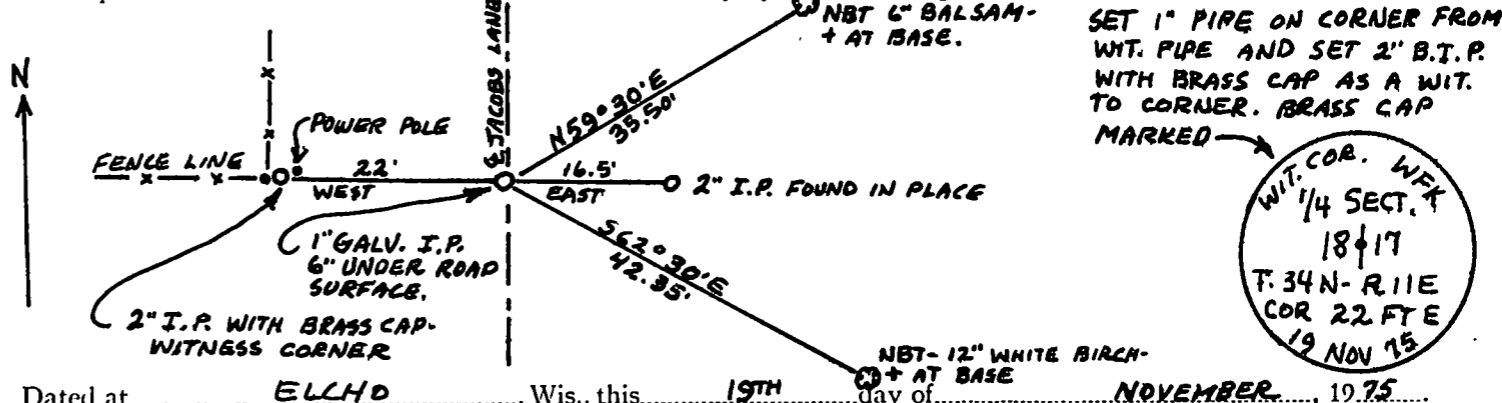 NBT 6" BALSAM-
+ AT BASE.
SET 1" PIPE ON CORNER FROM
WIT. PIPE AND SET 2" B.I.P.
WITH BRASS CAP AS A WIT.
TO CORNER. BRASS CAP
MARKED
N
℄ JACOBS LANE
POWER POLE
N59°30'E
35.50'
FENCE LINE
22'
WEST
16.5'
EAST
2" I.P. FOUND IN PLACE
1" GALV. I.P.
6" UNDER ROAD
SURFACE.
S62°30'E
42.35'
2" I.P. WITH BRASS CAP-
WITNESS CORNER
NBT- 12" WHITE BIRCH-
+ AT BASE
WIT. COR. WFK
1/4 SECT.
18 17
T. 34N- R11E
COR 22 FT E
19 NOV 75
Dated at ELCHO, Wis., this 19TH day of NOVEMBER, 1975.